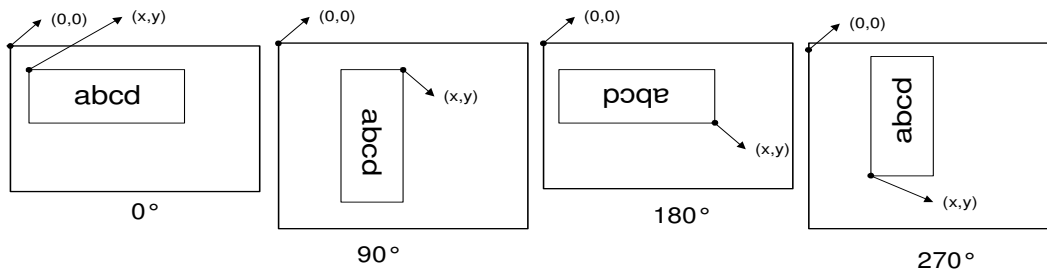 (0,0)
(x,y)
abcd
0°
(0,0)
(x,y)
abcd
90°
(0,0)
abcd
(x,y)
180°
(0,0)
abcd
(x,y)
270°